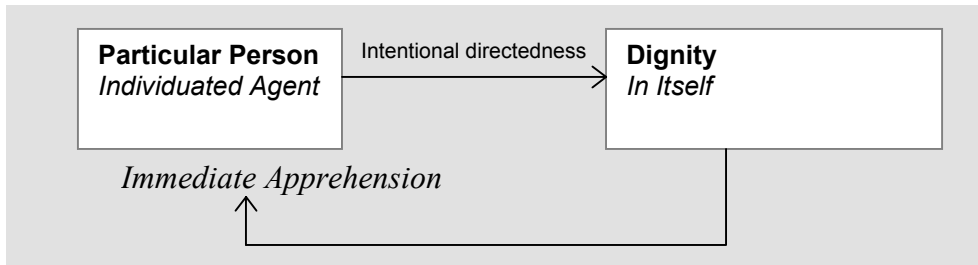 Particular Person
Individuated Agent
Intentional directedness
Dignity
In Itself
Immediate Apprehension